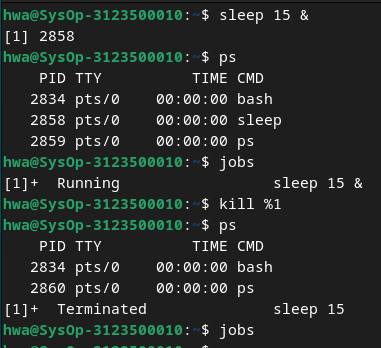 hwa@SysOp-3123500010:~$ sleep 15 &
[1] 2858
hwa@SysOp-3123500010:~$ ps
    PID TTY          TIME CMD
   2834 pts/0    00:00:00 bash
   2858 pts/0    00:00:00 sleep
   2859 pts/0    00:00:00 ps
hwa@SysOp-3123500010:~$ jobs
[1]+  Running                 sleep 15 &
hwa@SysOp-3123500010:~$ kill %1
hwa@SysOp-3123500010:~$ ps
    PID TTY          TIME CMD
   2834 pts/0    00:00:00 bash
   2860 pts/0    00:00:00 ps
[1]+  Terminated              sleep 15
hwa@SysOp-3123500010:~$ jobs